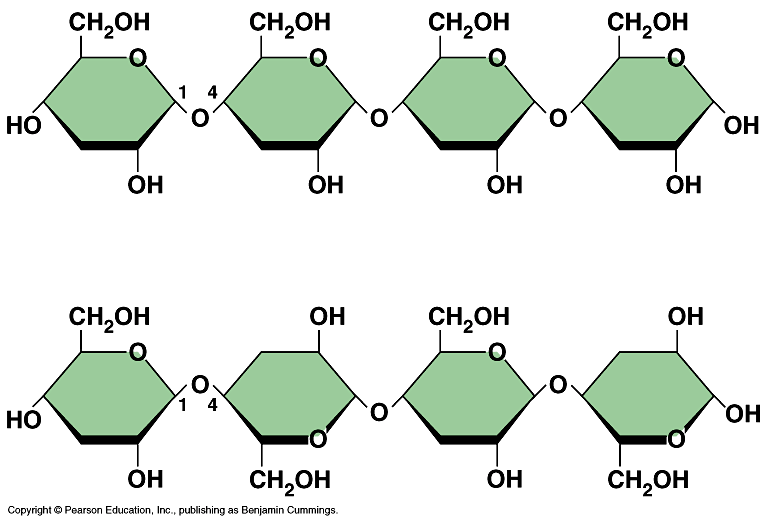 CH₂OH CH₂OH CH₂OH CH₂OH
O O O O
1 4
HO O O O OH
OH OH OH OH
CH₂OH OH CH₂OH OH
O O
O O
1 4
HO O OH
O O
OH CH₂OH OH CH₂OH
Copyright © Pearson Education, Inc., publishing as Benjamin Cummings.